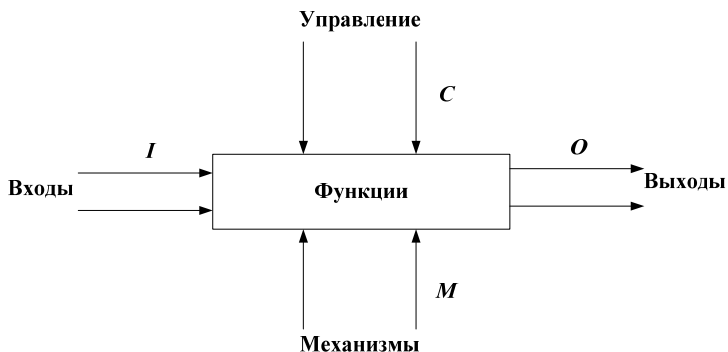 Управление
C
I
O
Входы
Функции
Выходы
M
Механизмы